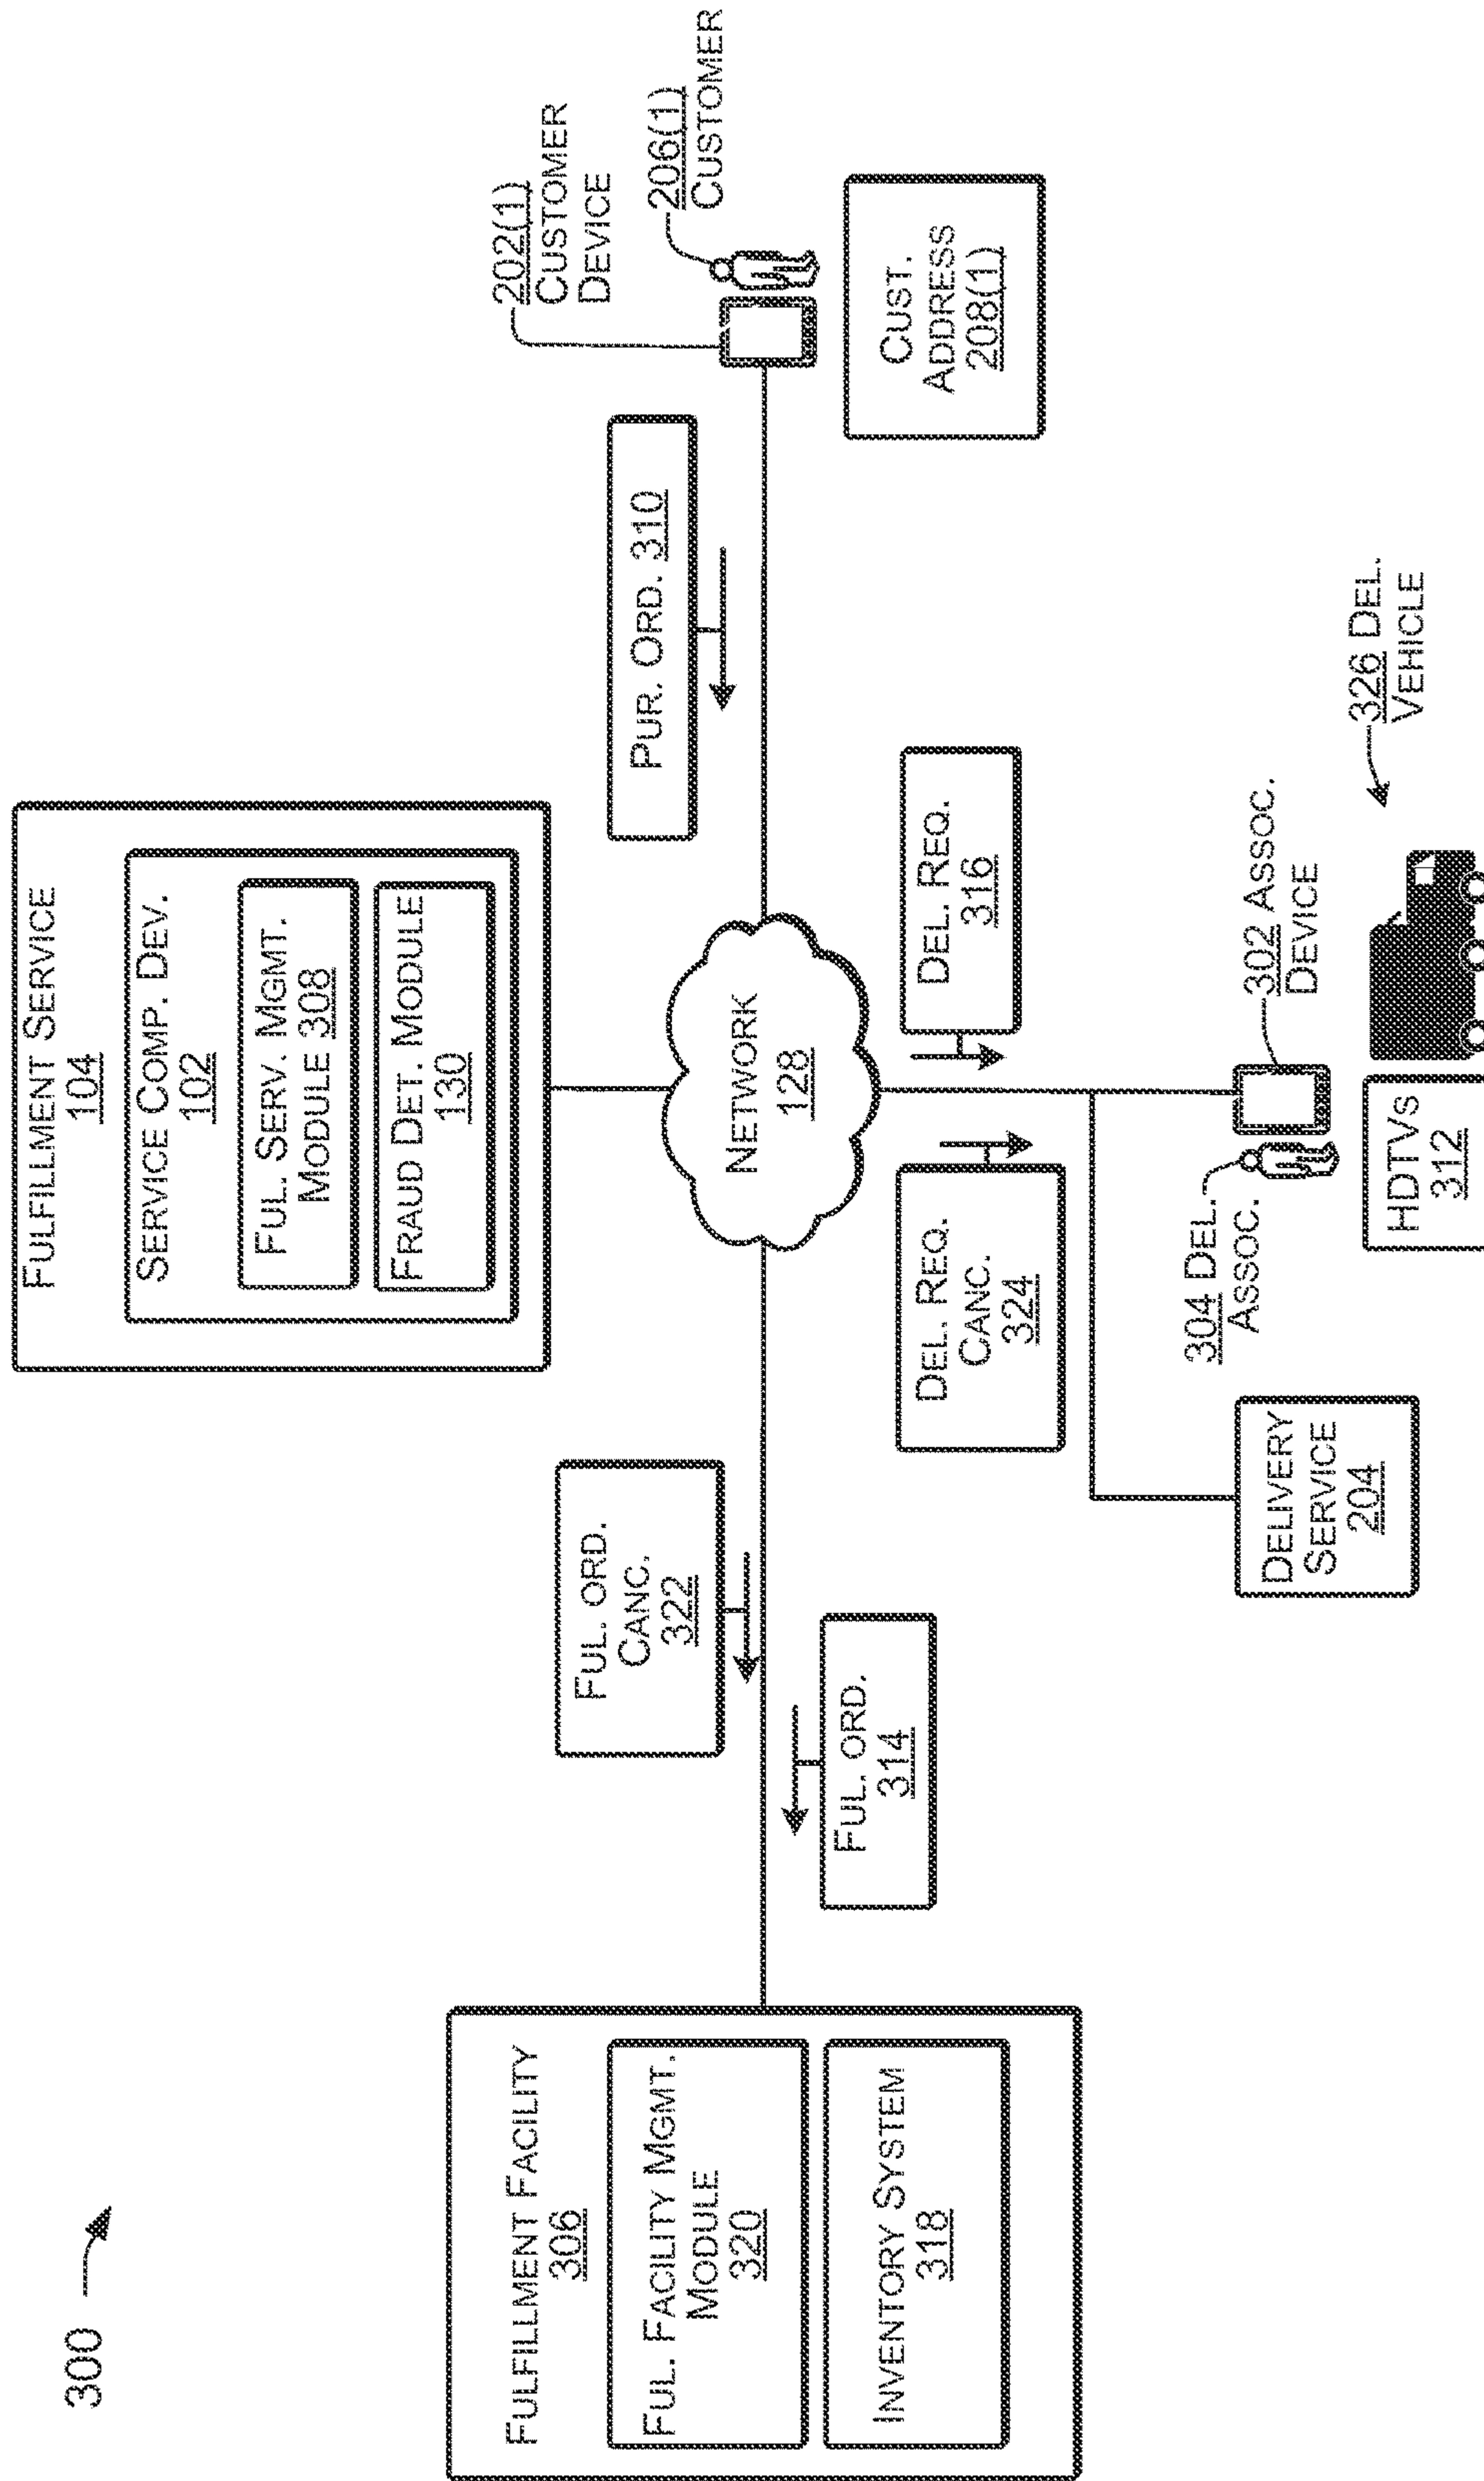 300
FULFILLMENT SERVICE
104
SERVICE COMP. DEV.
102
FUL. SERV. MGMT.
MODULE 308
FRAUD DET. MODULE
130
202(1)
CUSTOMER
DEVICE
206(1)
CUSTOMER
CUST.
ADDRESS
208(1)
PUR. ORD. 310
NETWORK
128
FULFILLMENT FACILITY
306
FUL. FACILITY MGMT.
MODULE
320
INVENTORY SYSTEM
318
FUL. ORD.
CANC.
322
FUL. ORD.
314
DEL. REQ.
CANC.
324
DEL. REQ.
316
DELIVERY
SERVICE
204
304 DEL.
ASSOC.
302 ASSOC.
DEVICE
HDTVS
312
326 DEL.
VEHICLE